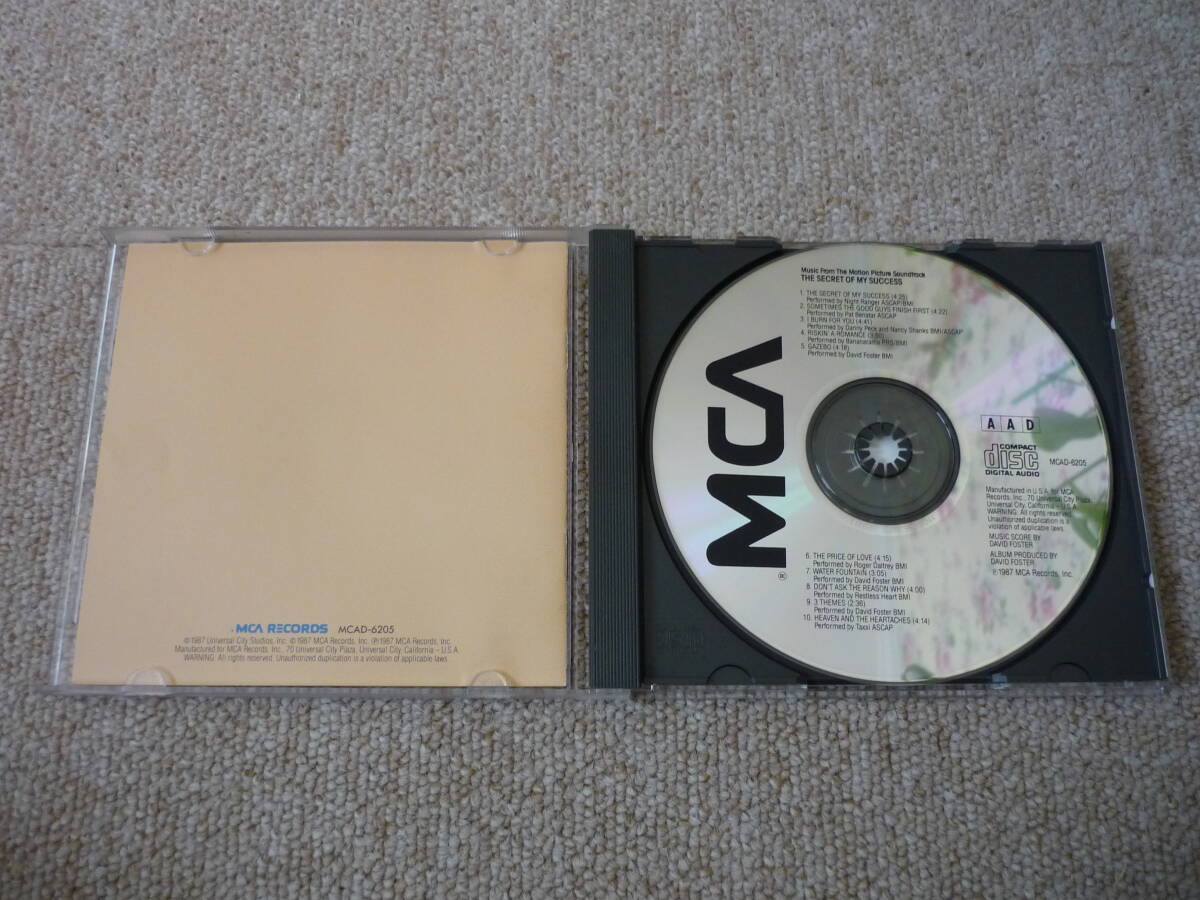 MCA RECORDS MCAD-6205
©1987 Universal City Studios, Inc. ©1987 MCA Records, Inc. ℗1987 MCA Records, Inc.
Manufactured for MCA Records, Inc., 70 Universal City Plaza, Universal City, California – U.S.A.
WARNING: All rights reserved. Unauthorized duplication is a violation of applicable laws.
Music From The Motion Picture Soundtrack
THE SECRET OF MY SUCCESS
1. THE SECRET OF MY SUCCESS (4:25)
Performed by Night Ranger ASCAP/BMI
2. SOMETIMES THE GOOD GUYS FINISH FIRST (4:22)
Performed by Pat Benatar ASCAP
3. I BURN FOR YOU (4:41)
Performed by Danny Peck and Nancy Shanks BMI/ASCAP
4. RISKIN' A ROMANCE (3:50)
Performed by Bananarama PRS/BMI
5. GAZEBO (4:18)
Performed by David Foster BMI
MCA
®
A A D
COMPACT
disc
DIGITAL AUDIO
MCAD-6205
Manufactured in U.S.A. for MCA
Records, Inc., 70 Universal City Plaza,
Universal City, California – U.S.A.
WARNING: All rights reserved.
Unauthorized duplication is a
violation of applicable laws.
MUSIC SCORE BY
DAVID FOSTER
ALBUM PRODUCED BY
DAVID FOSTER
℗1987 MCA Records, Inc.
6. THE PRICE OF LOVE (4:15)
Performed by Roger Daltrey BMI
7. WATER FOUNTAIN (3:05)
Performed by David Foster BMI
8. DON'T ASK THE REASON WHY (4:00)
Performed by Restless Heart BMI
9. 3 THEMES (2:36)
Performed by David Foster BMI
10. HEAVEN AND THE HEARTACHES (4:14)
Performed by Taxxi ASCAP